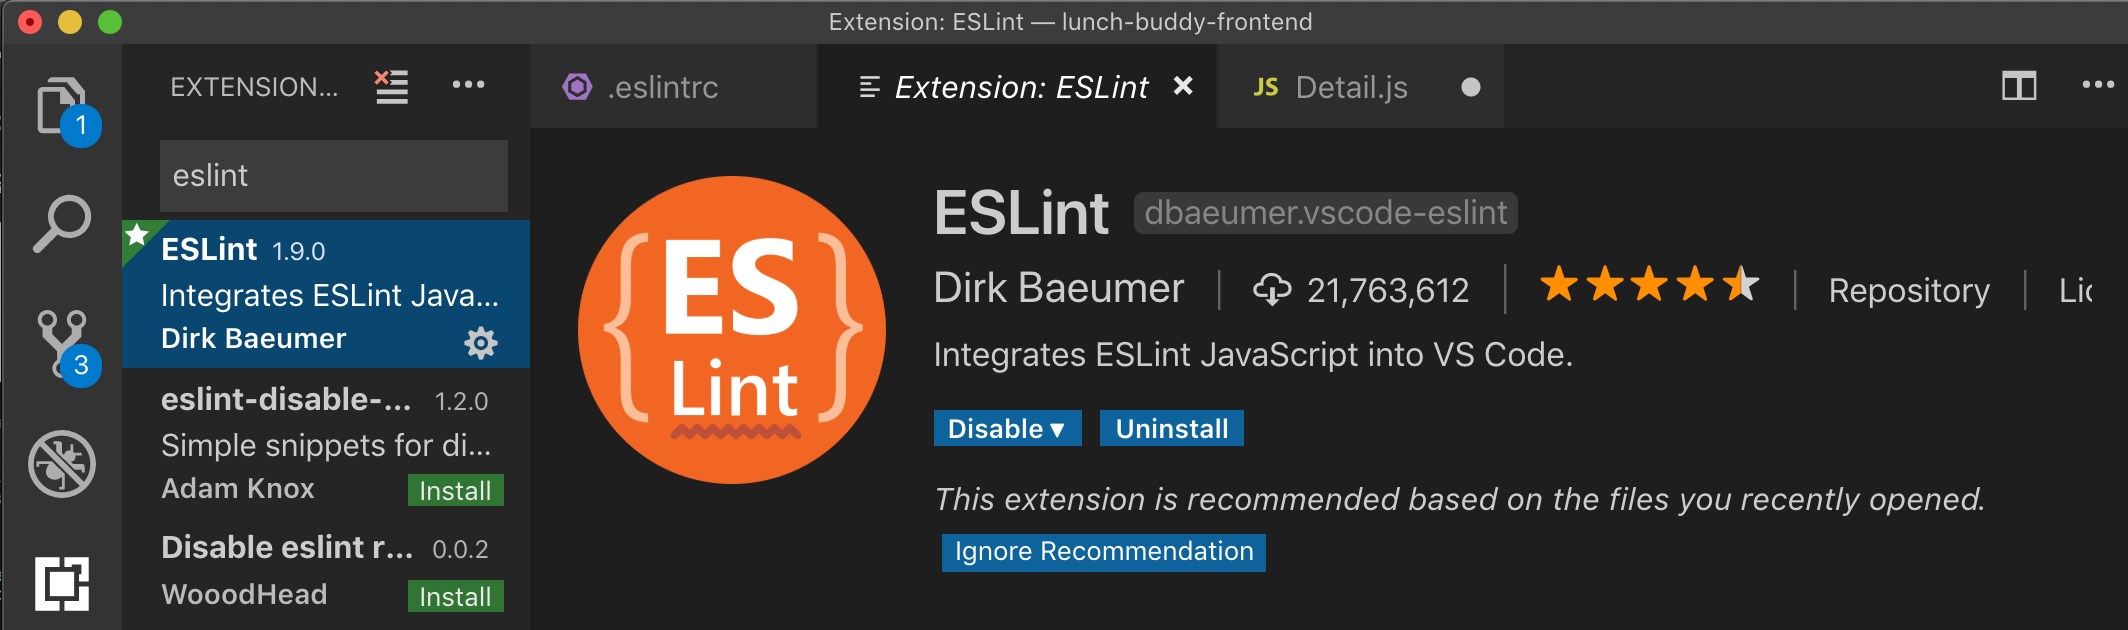 Extension: ESLint — lunch-buddy-frontend
EXTENSION...
.eslintrc
Extension: ESLint
JS Detail.js
1
3
eslint
ESLint 1.9.0
Integrates ESLint Java...
Dirk Baeumer
eslint-disable-... 1.2.0
Simple snippets for di...
Adam Knox Install
Disable eslint r... 0.0.2
WooodHead Install
{ES
Lint}
ESLint dbaeumer.vscode-eslint
Dirk Baeumer | 21,763,612 | Repository | Lic
Integrates ESLint JavaScript into VS Code.
Disable ▾ Uninstall
This extension is recommended based on the files you recently opened.
Ignore Recommendation